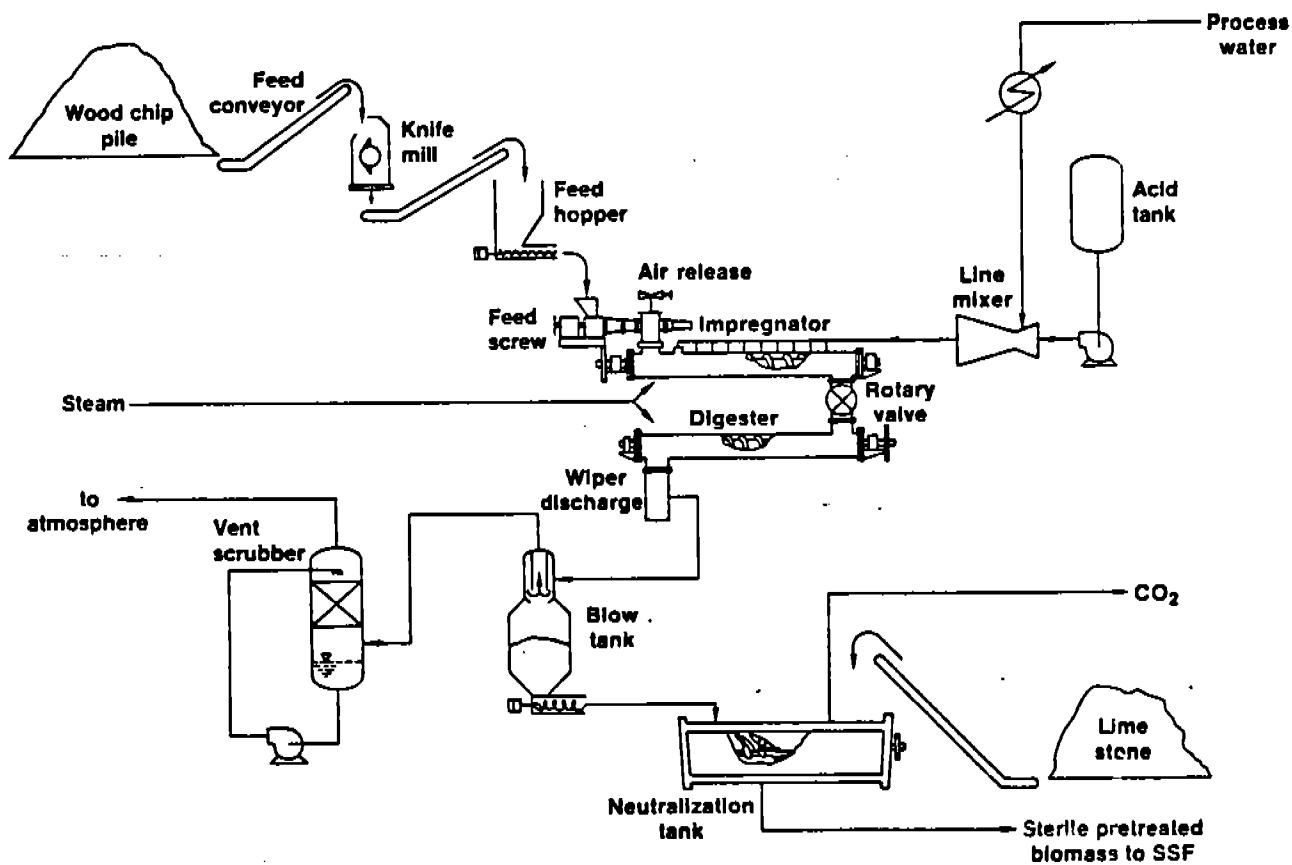 Process
water
Feed
conveyor
Wood chip
pile
Knife
mill
Feed
hopper
Acid
tank
Air release
Line
mixer
Feed
screw
Impregnator
Steam
Rotary
valve
Digester
Wiper
discharge
to
atmosphere
Vent
scrubber
Blow
tank
CO₂
Lime
stone
Neutralization
tank
Sterile pretreated
biomass to SSF